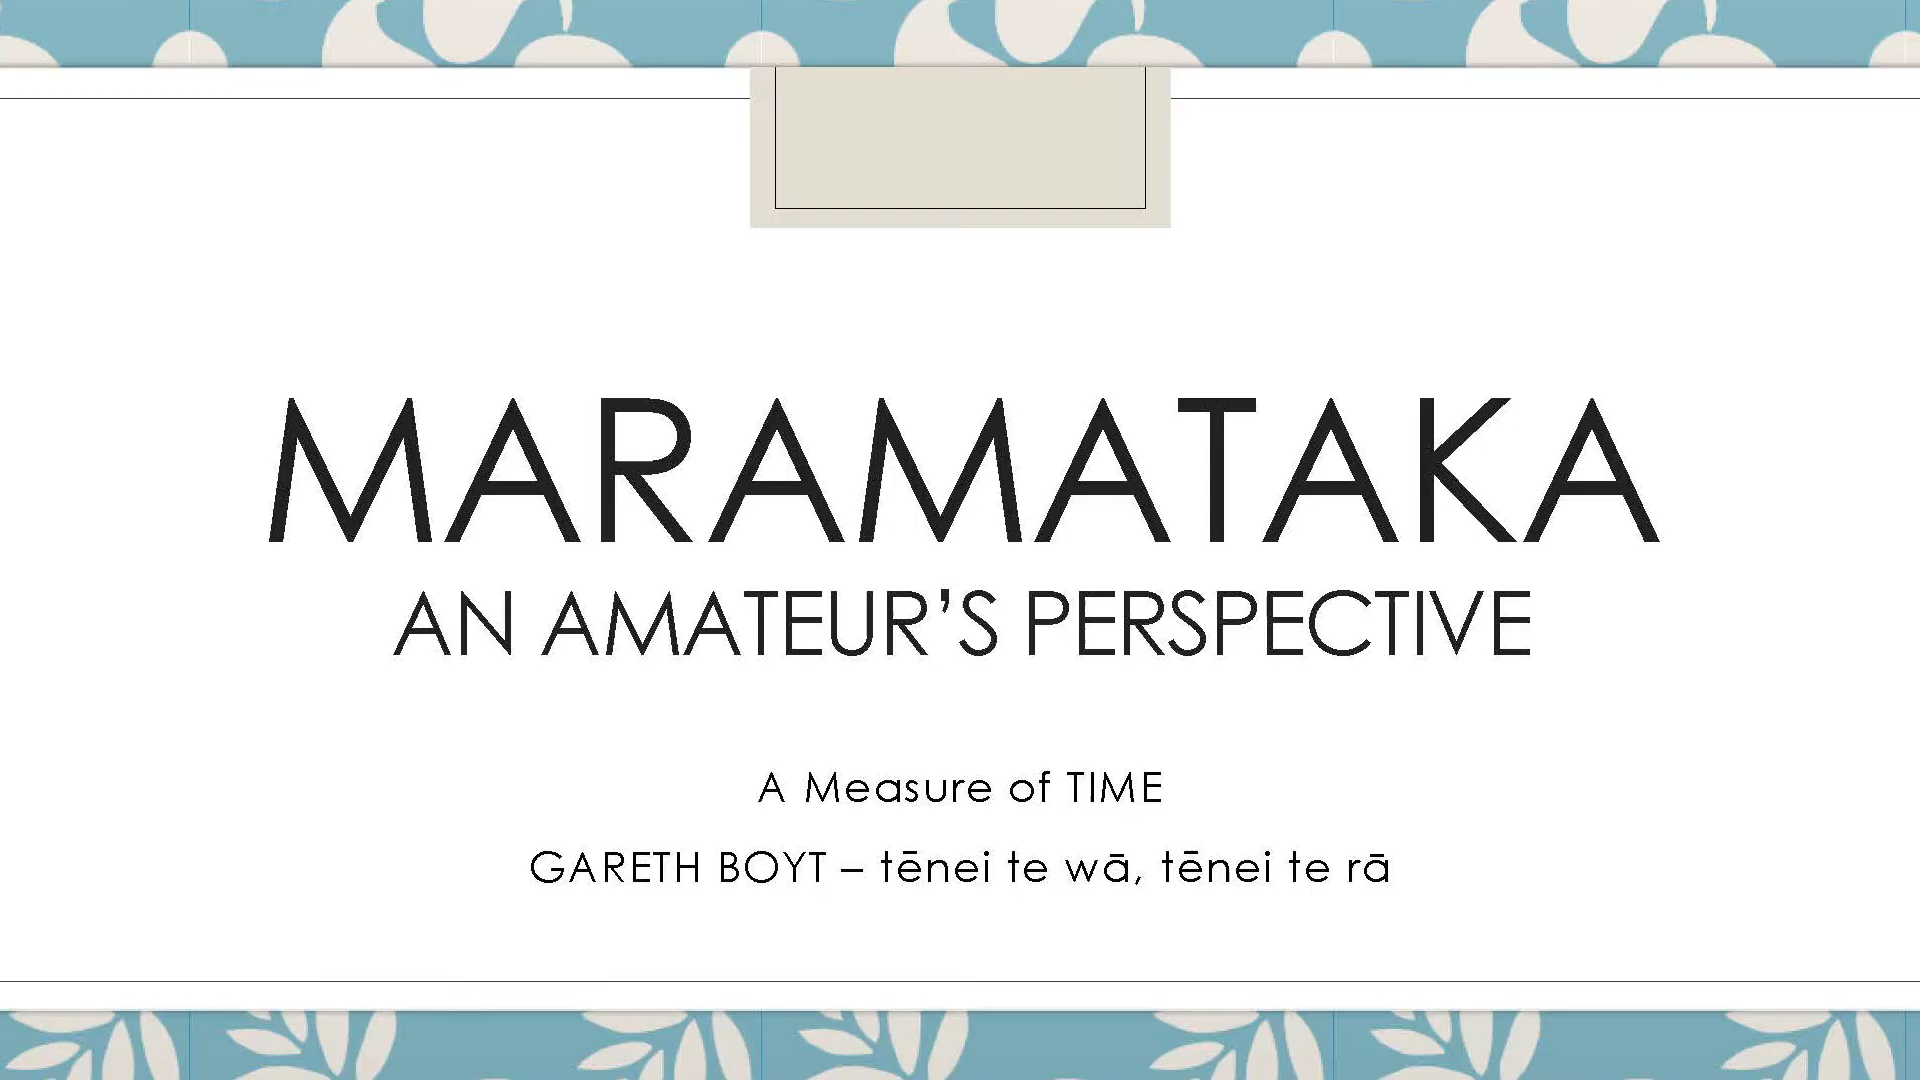 MARAMATAKA
AN AMATEUR’S PERSPECTIVE
A Measure of TIME
GARETH BOYT – tēnei te wā, tēnei te rā